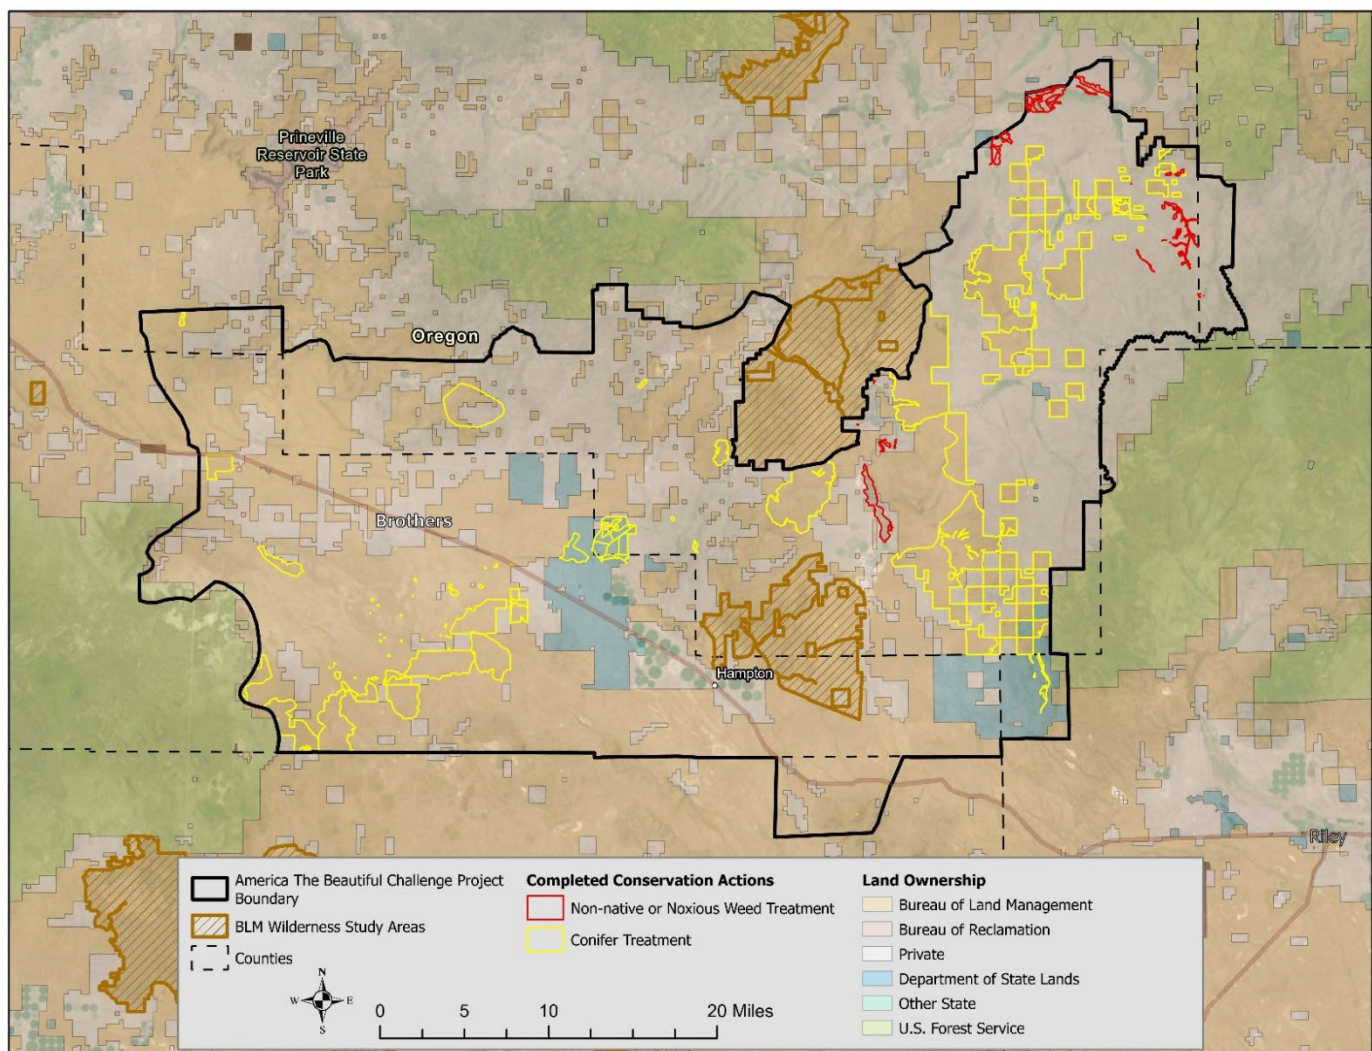 Prineville
Reservoir State
Park
Oregon
Brothers
Hampton
Riley
America The Beautiful Challenge Project
Boundary
BLM Wilderness Study Areas
Counties
N
W
E
S
0
5
10
20 Miles
Completed Conservation Actions
Non-native or Noxious Weed Treatment
Conifer Treatment
Land Ownership
Bureau of Land Management
Bureau of Reclamation
Private
Department of State Lands
Other State
U.S. Forest Service